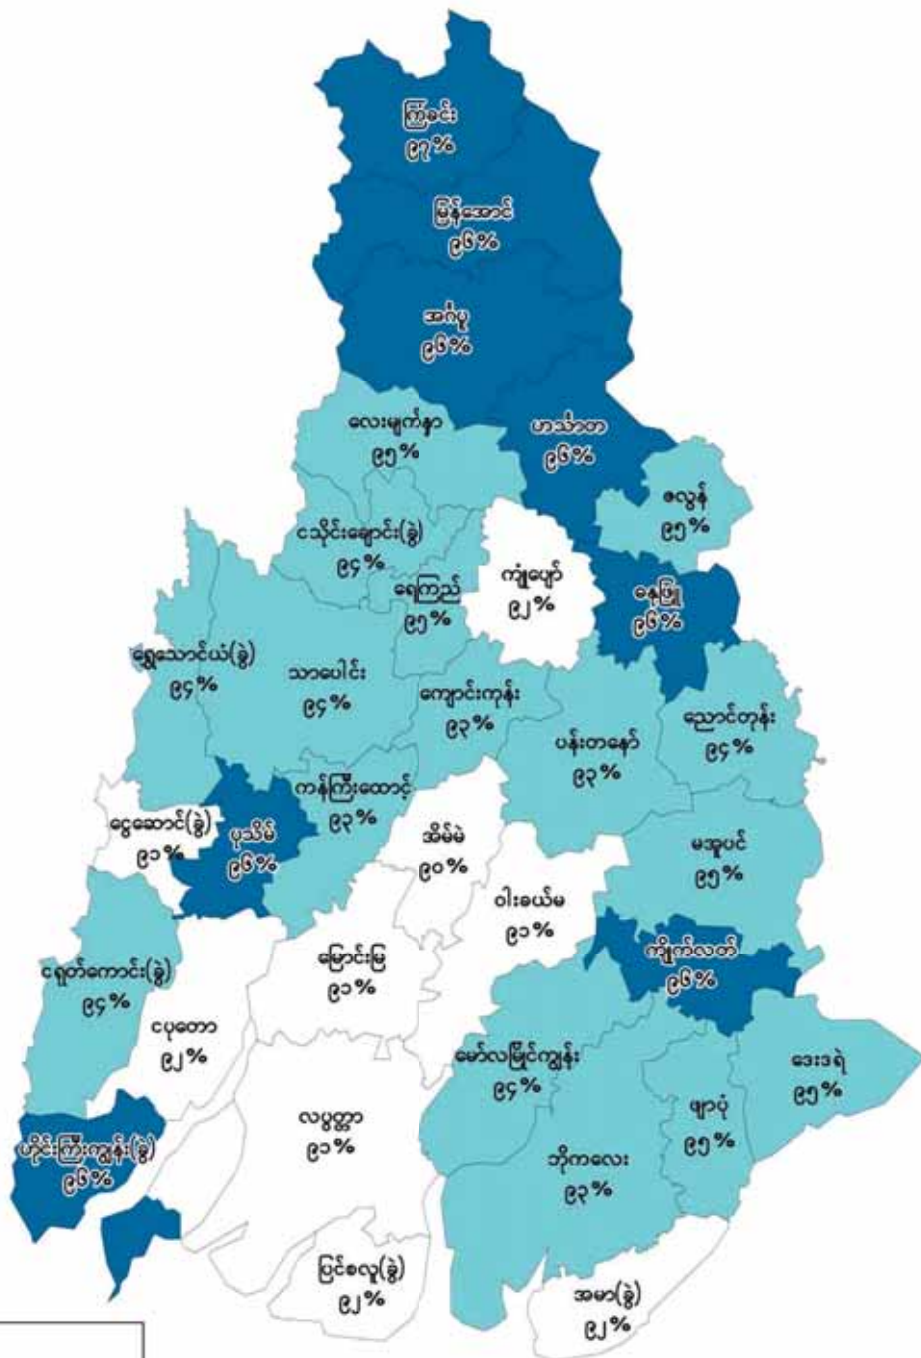 ကြံခင်း
၉၇%
မြန်အောင်
၉၆%
အင်္ဂပူ
၉၆%
လေးမျက်နှာ
၉၅%
ဟင်္သာတ
၉၆%
ဇလွန်
၉၅%
ငသိုင်းချောင်း(ခွဲ)
၉၄%
ရေကြည်
၉၅%
ကျုံပျော်
၉၂%
ဓနုဖြူ
၉၆%
ရွှေသောင်ယံ(ခွဲ)
၉၄%
သာပေါင်း
၉၄%
ကျောင်းကုန်း
၉၃%
ပန်းတနော်
၉၃%
ညောင်တုန်း
၉၄%
ငွေဆောင်(ခွဲ)
၉၁%
ပုသိမ်
၉၆%
ကန်ကြီးထောင့်
၉၃%
အိမ်မဲ
၉၀%
မအူပင်
၉၅%
ဝါးခယ်မ
၉၁%
မြောင်းမြ
၉၁%
ကျိုက်လတ်
၉၆%
ငရုတ်ကောင်း(ခွဲ)
၉၄%
ငပုတော
၉၂%
မော်လမြိုင်ကျွန်း
၉၄%
ဒေးဒရဲ
၉၅%
ဖျာပုံ
၉၅%
လပွတ္တာ
၉၁%
ဟိုင်းကြီးကျွန်း(ခွဲ)
၉၆%
ဘိုကလေး
၉၃%
ပြင်စလူ(ခွဲ)
၉၂%
အမာ(ခွဲ)
၉၂%